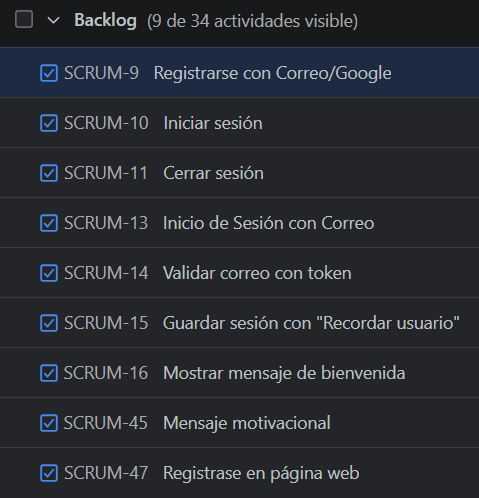 Backlog (9 de 34 actividades visible)
SCRUM-9 Registrarse con Correo/Google
SCRUM-10 Iniciar sesión
SCRUM-11 Cerrar sesión
SCRUM-13 Inicio de Sesión con Correo
SCRUM-14 Validar correo con token
SCRUM-15 Guardar sesión con "Recordar usuario"
SCRUM-16 Mostrar mensaje de bienvenida
SCRUM-45 Mensaje motivacional
SCRUM-47 Registrase en página web